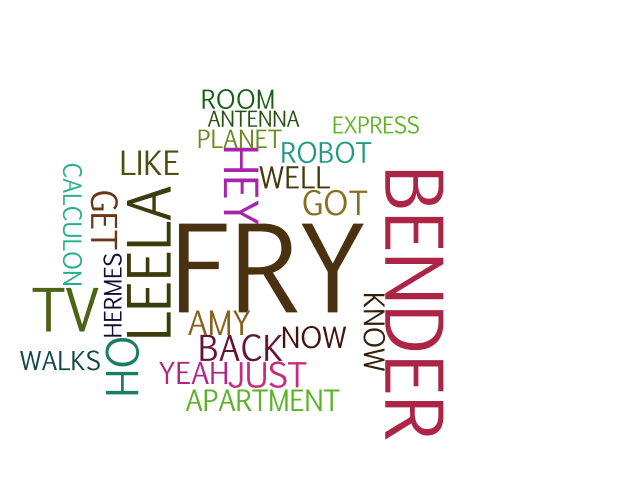 ROOM
ANTENNA
EXPRESS
PLANET
ROBOT
LIKE
HEY
WELL
CALCULON
GET
LEELA
GOT
BENDER
FRY
HERMES
TV
AMY
KNOW
NOW
BACK
OH
WALKS
YEAH
JUST
APARTMENT